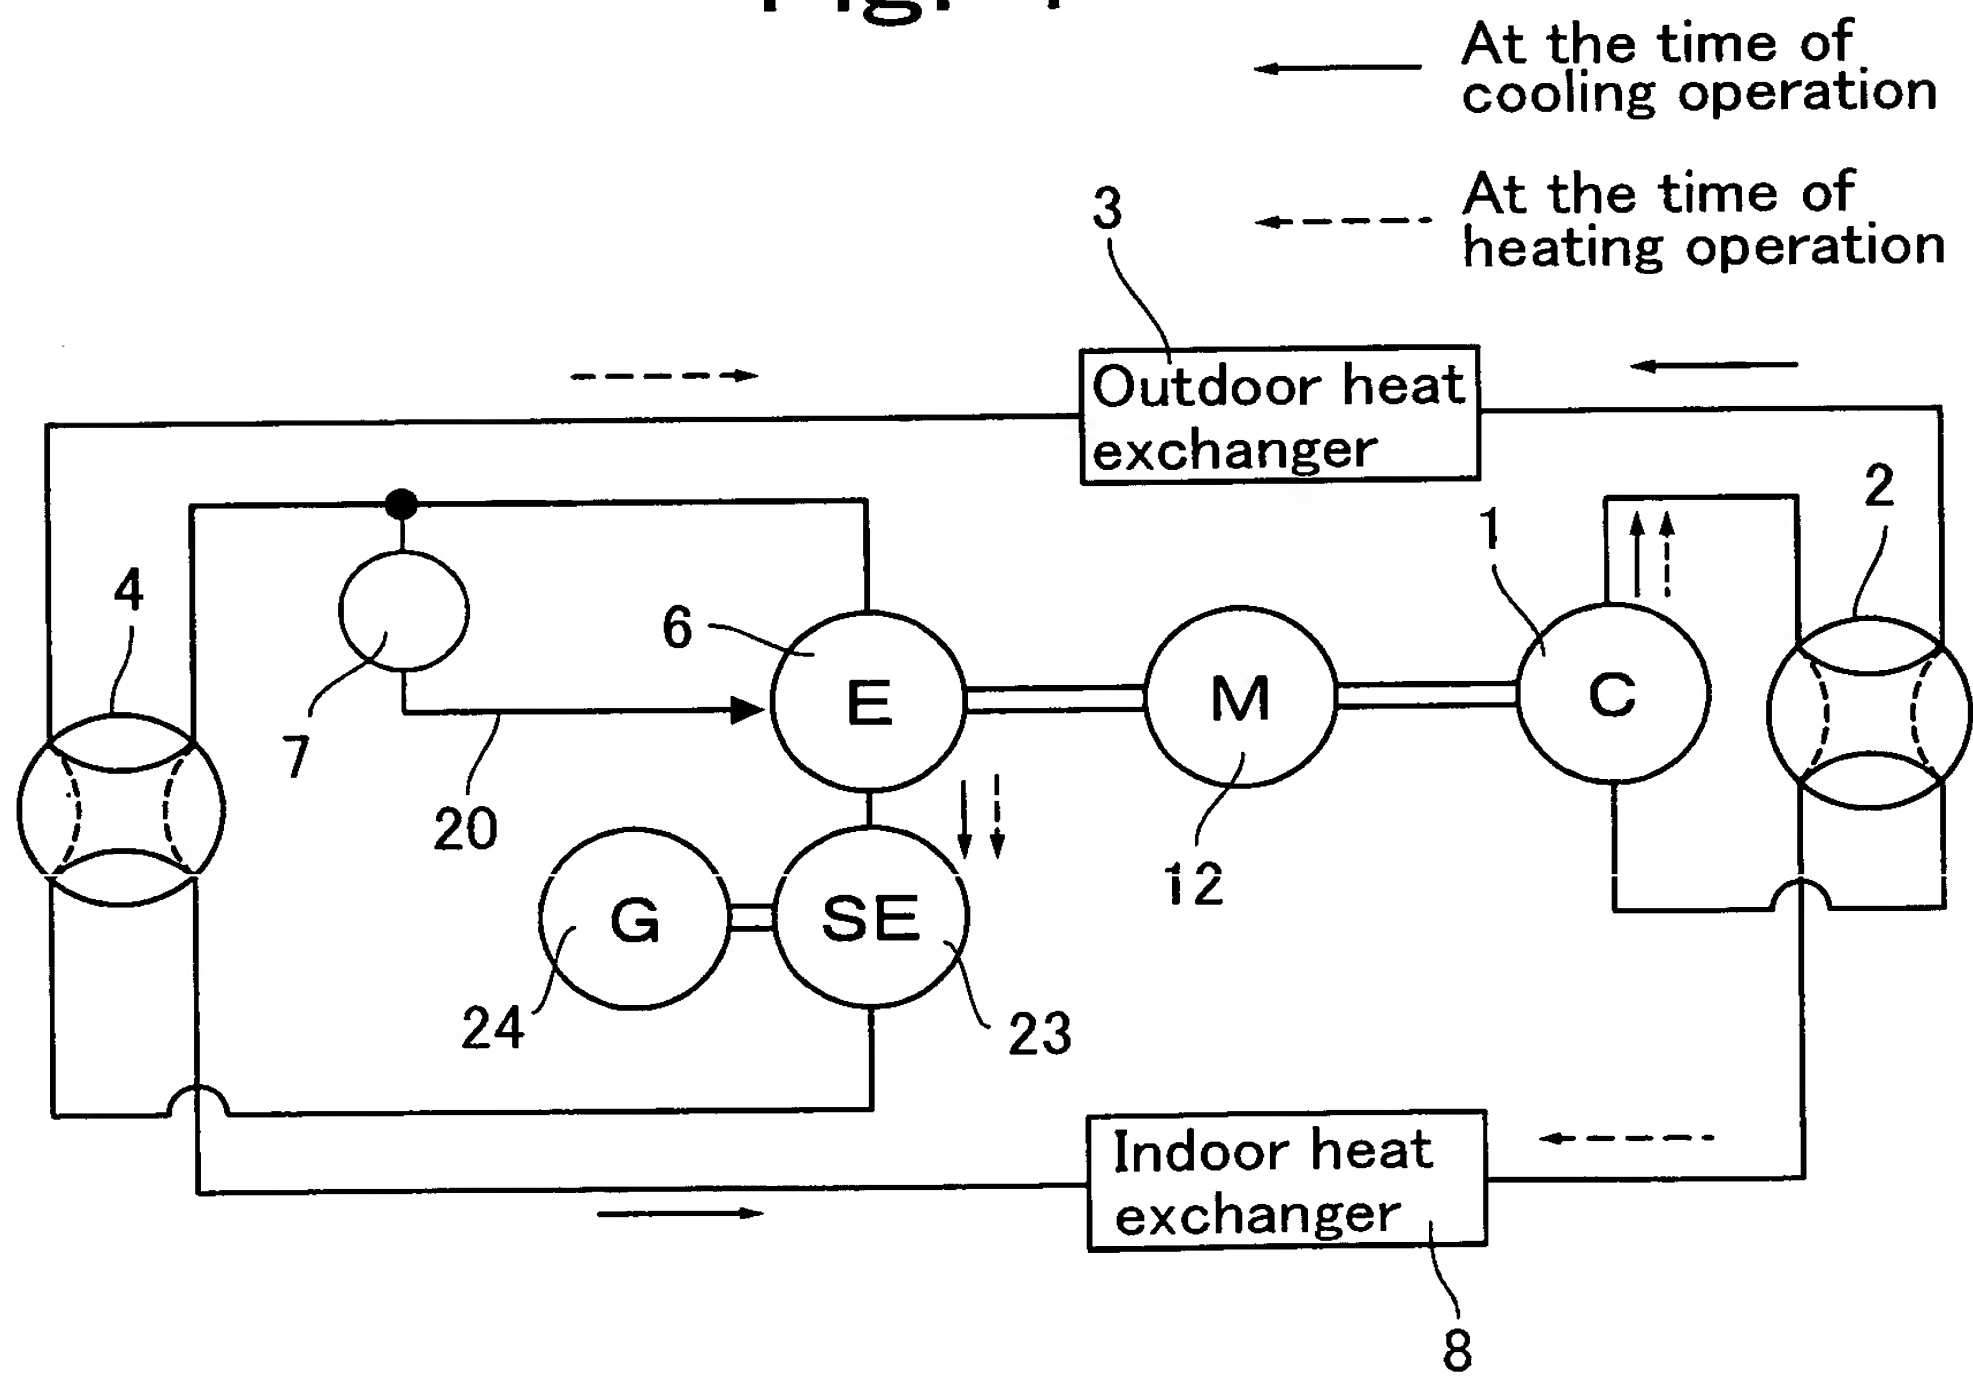 At the time of
cooling operation
At the time of
heating operation
3
Outdoor heat
exchanger
2
1
4
6
E
M
C
7
20
12
G
SE
24
23
Indoor heat
exchanger
8